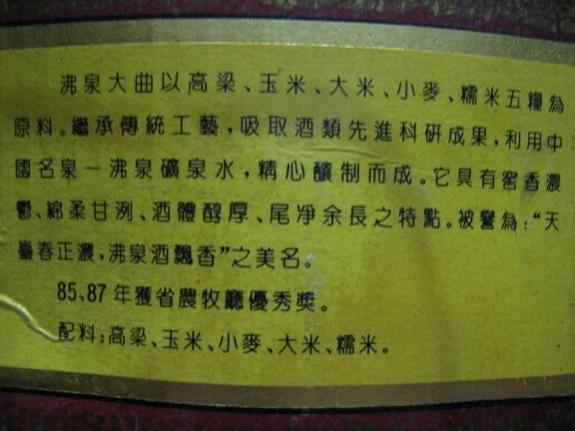 沸泉大曲以高粱、玉米、大米、小麥、糯米五糧為
原料。繼承傳統工藝，吸取酒類先進科研成果，利用中
國名泉一沸泉礦泉水，精心釀制而成。它具有窖香濃
鬱、綿柔甘洌、酒體醇厚、尾凈余長之特點。被譽為：“天
臺春正濃，沸泉酒飄香”之美名。
85、87年獲省農牧廳優秀獎。
配料：高粱、玉米、小麥、大米、糯米。